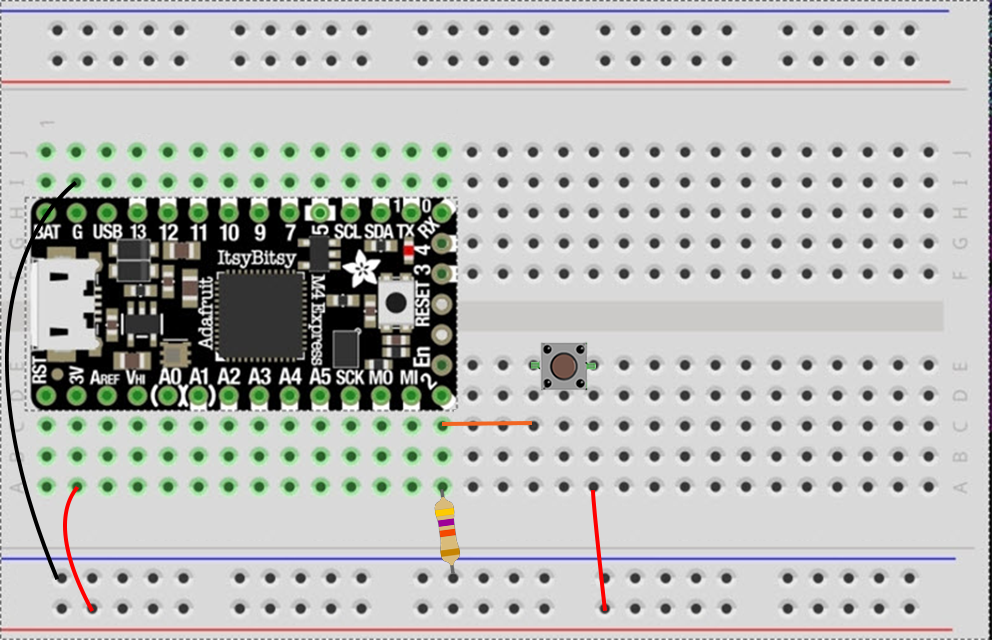 1
J
J
I
I
H
H
BAT G USB 13 12 11 10 9 7 5 SCL SDA TX 1 0 RX
G
G
ItsyBitsy
4
F
3
Adafruit
M4 Express
RESET
E
E
En
RST 3V AREF VHI A0 A1 A2 A3 A4 A5 SCK MO MI 2
D
D
C
C
B
B
A
A